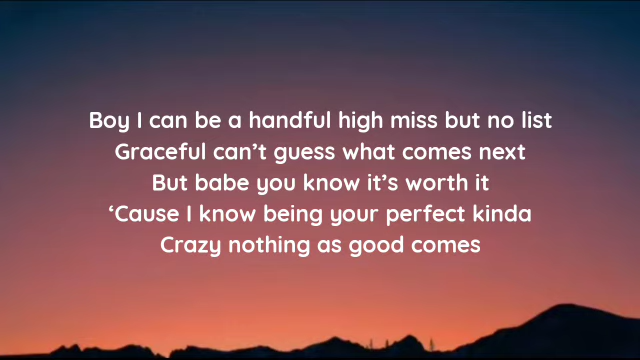 Boy I can be a handful high miss but no list
Graceful can’t guess what comes next
But babe you know it’s worth it
‘Cause I know being your perfect kinda
Crazy nothing as good comes